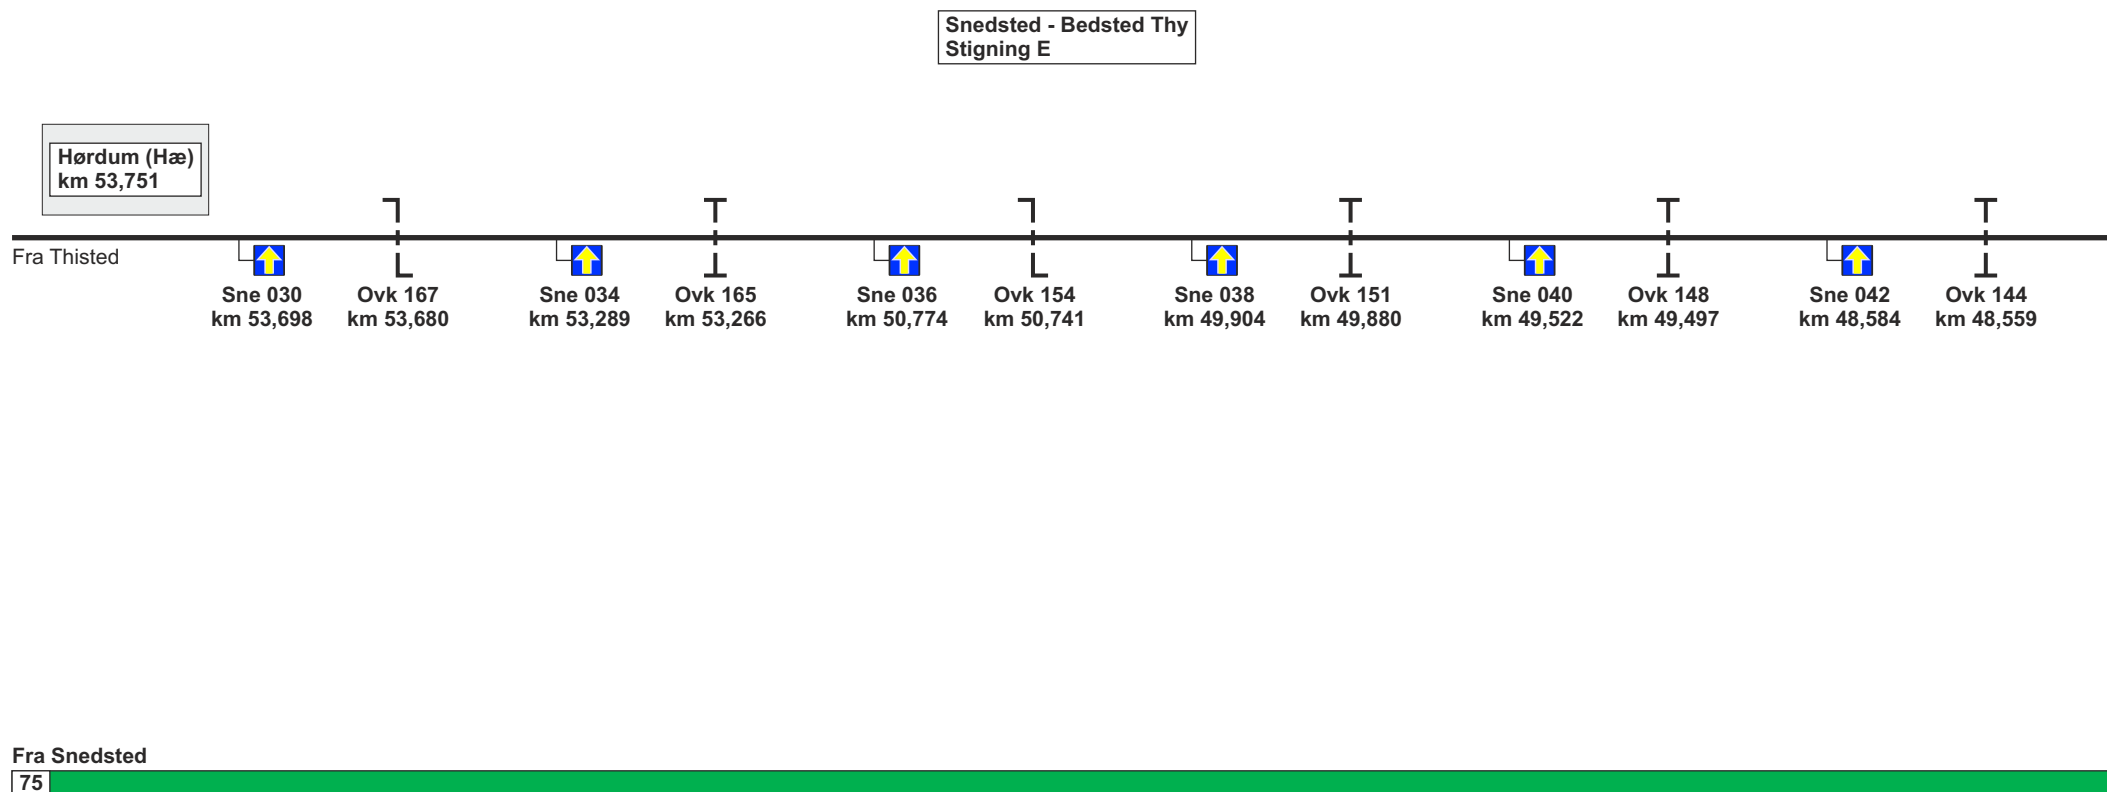 Snedsted - Bedsted Thy
Stigning E
Hørdum (Hæ)
km 53,751
Fra Thisted
Sne 030
km 53,698
Ovk 167
km 53,680
Sne 034
km 53,289
Ovk 165
km 53,266
Sne 036
km 50,774
Ovk 154
km 50,741
Sne 038
km 49,904
Ovk 151
km 49,880
Sne 040
km 49,522
Ovk 148
km 49,497
Sne 042
km 48,584
Ovk 144
km 48,559
Fra Snedsted
75